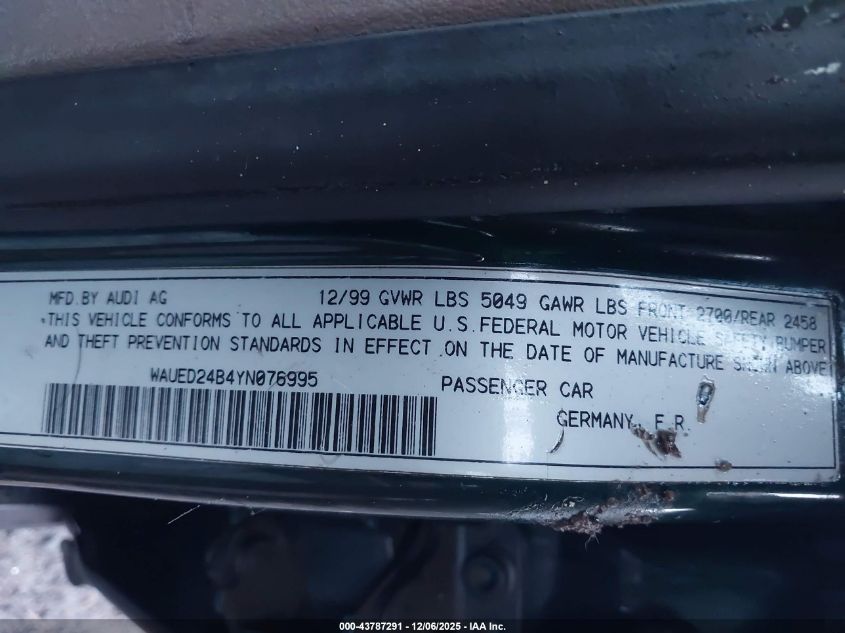 MFD.BY AUDI AG 12/99 GVWR LBS 5049 GAWR LBS FRONT 2700/REAR 2458
THIS VEHICLE CONFORMS TO ALL APPLICABLE U.S.FEDERAL MOTOR VEHICLE SAFETY BUMPER
AND THEFT PREVENTION STANDARDS IN EFFECT ON THE DATE OF MANUFACTURE SHOWN ABOVE
WAUED24B4YN076995 PASSENGER CAR
GERMANY, F.R.
000-43787291 - 12/06/2025 - IAA Inc.